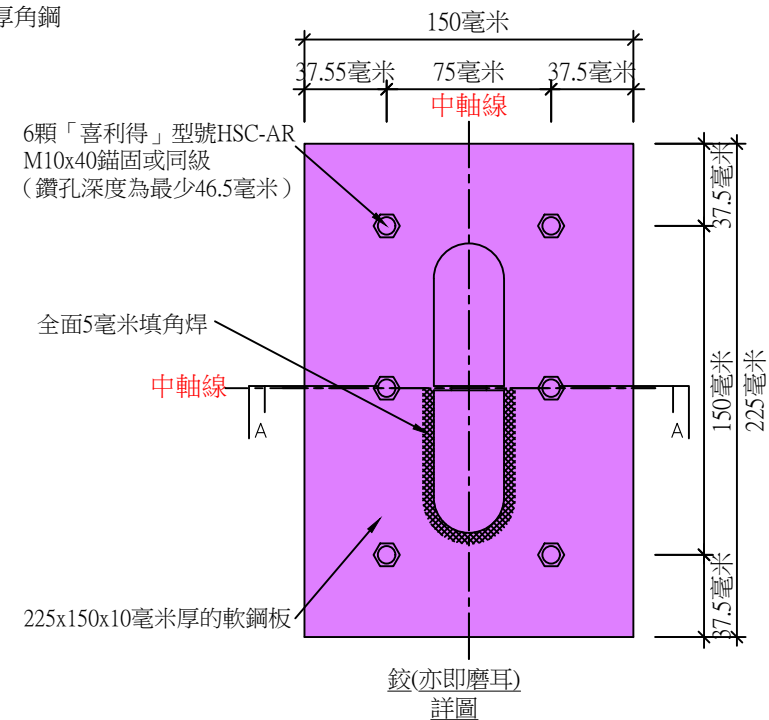 厚角鋼
150毫米
37.55毫米
75毫米
37.5毫米
中軸線
6顆「喜利得」型號HSC-AR
M10x40錨固或同級
（鑽孔深度為最少46.5毫米）
37.5毫米
全面5毫米填角焊
中軸線
150毫米
225毫米
A
A
37.5毫米
225x150x10毫米厚的軟鋼板
鉸(亦即磨耳)
詳圖